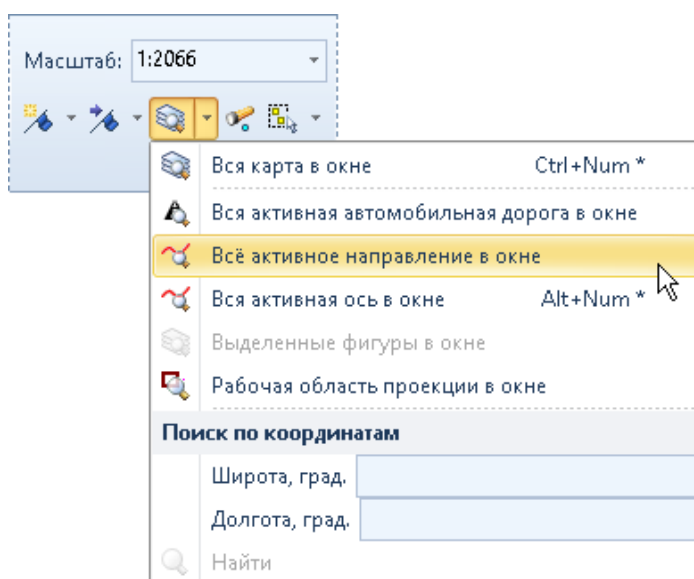 Масштаб: 1:2066
Вся карта в окне Ctrl+Num *
Вся активная автомобильная дорога в окне
Всё активное направление в окне
Вся активная ось в окне Alt+Num *
Выделенные фигуры в окне
Рабочая область проекции в окне
Поиск по координатам
Широта, град.
Долгота, град.
Найти